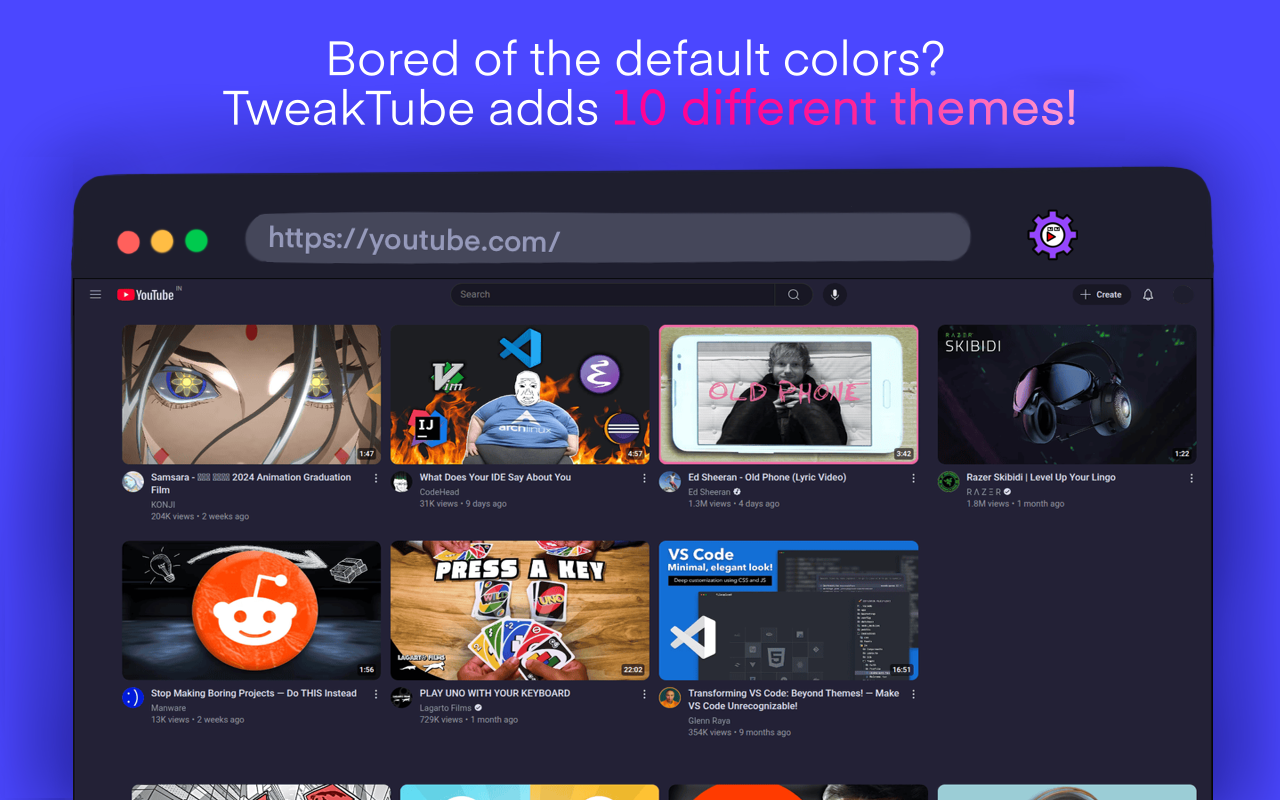 Bored of the default colors?
TweakTube adds 10 different themes!
https://youtube.com/
YouTube IN
Search
Create
1:47
Samsara - 2024 Animation Graduation
Film
KONJI
204K views • 2 weeks ago
Vim
IJ
archlinux
4:57
What Does Your IDE Say About You
CodeHead
31K views • 9 days ago
OLD PHONE
3:42
Ed Sheeran - Old Phone (Lyric Video)
Ed Sheeran
1.3M views • 4 days ago
RAZER
SKIBIDI
1:22
Razer Skibidi | Level Up Your Lingo
R Λ Z Ξ R
1.8M views • 1 month ago
1:56
Stop Making Boring Projects — Do THIS Instead
Manware
13K views • 2 weeks ago
PRESS A KEY
WILD
UNO
+2
LAGARTO FILMS
22:02
PLAY UNO WITH YOUR KEYBOARD
Lagarto Films
729K views • 1 month ago
VS Code
Minimal, elegant look!
Deep customization using CSS and JS
5
16:51
Transforming VS Code: Beyond Themes! — Make
VS Code Unrecognizable!
Glenn Raya
354K views • 9 months ago